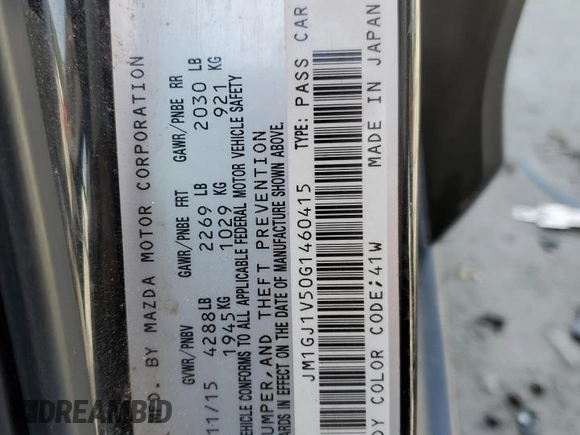 D. BY MAZDA MOTOR CORPORATION
GVWR/PNBV GAWR/PNBE FRT GAWR/PNBE RR
11/15 4288LB 2269 LB 2030 LB
1945KG 1029 KG 921 KG
CONFORMS TO ALL APPLICABLE FEDERAL MOTOR VEHICLE SAFETY
BUMPER, AND THEFT PREVENTION
RDS IN EFFECT ON THE DATE OF MANUFACTURE SHOWN ABOVE.
JM1GJ1V50G1460415 TYPE: PASS CAR
DY COLOR CODE;41W MADE IN JAPAN
DREAMBID